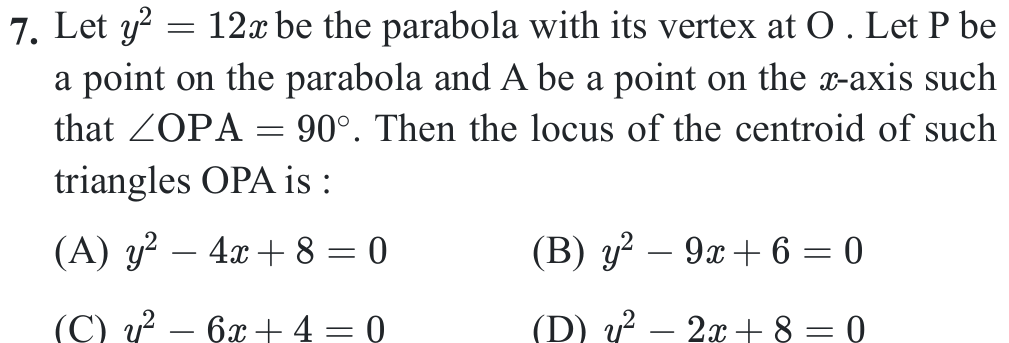 7. Let y² = 12x be the parabola with its vertex at O . Let P be
a point on the parabola and A be a point on the x-axis such
that ∠OPA = 90°. Then the locus of the centroid of such
triangles OPA is :
(A) y² − 4x + 8 = 0 (B) y² − 9x + 6 = 0
(C) y² − 6x + 4 = 0 (D) y² − 2x + 8 = 0